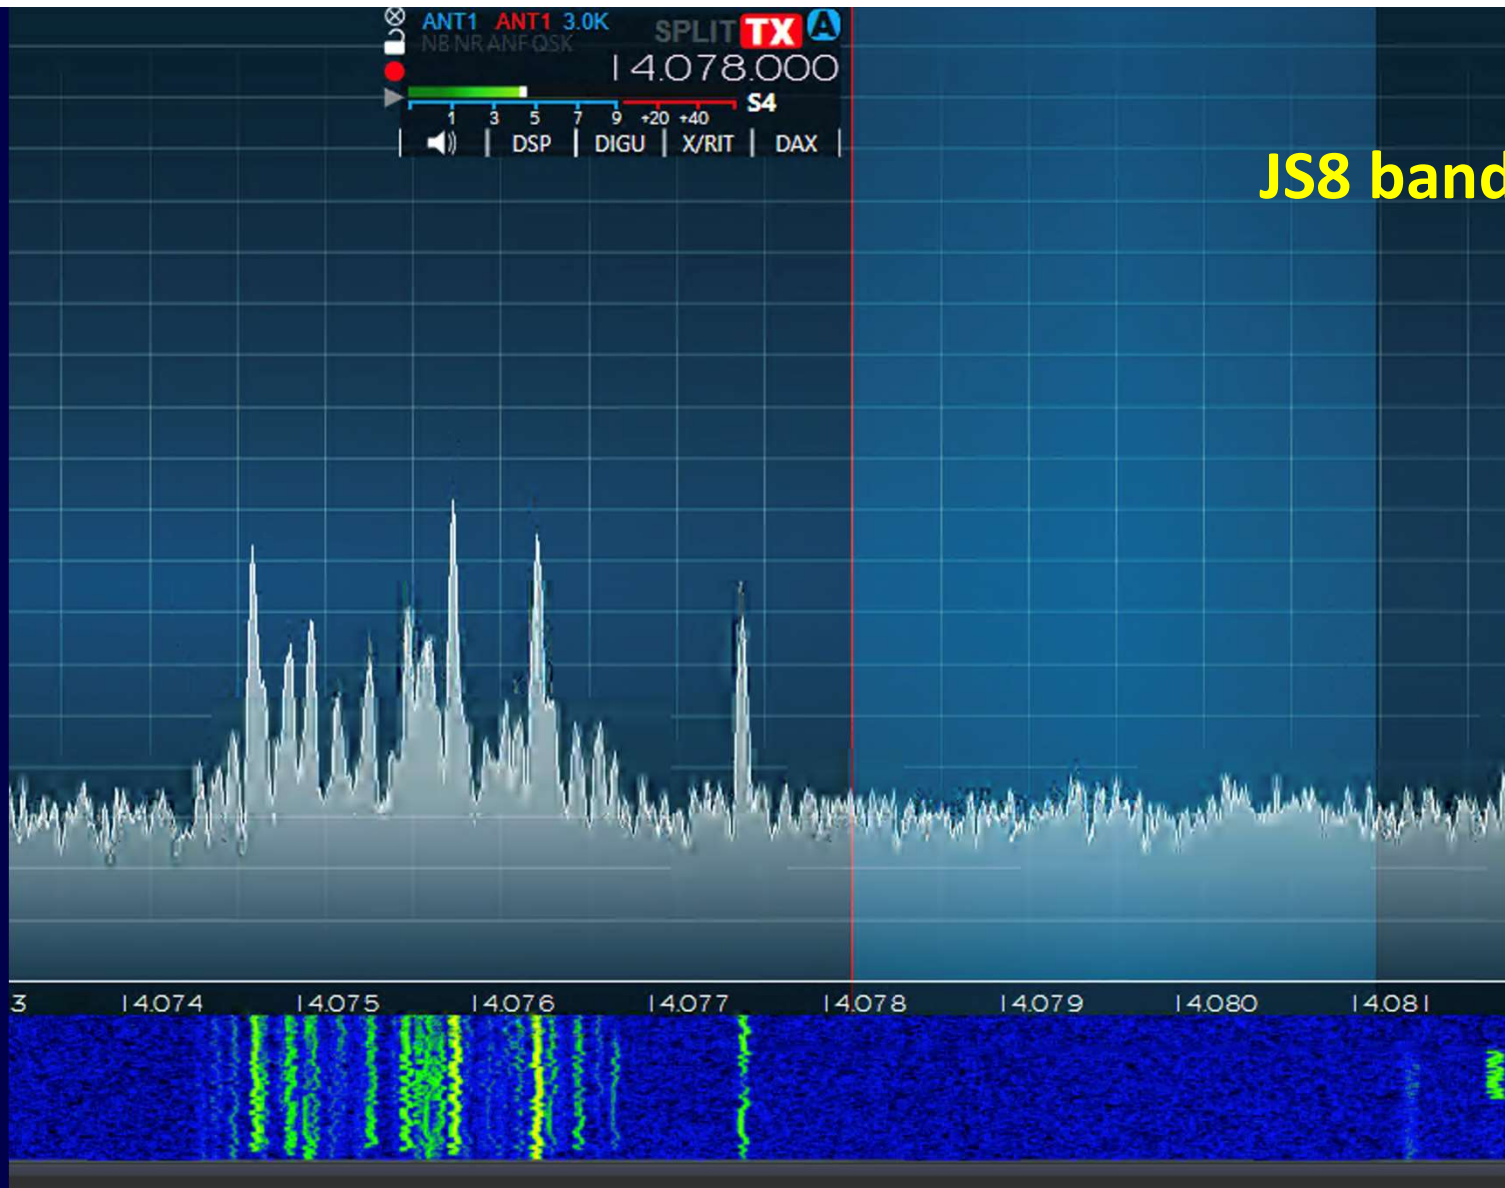 ANT1 ANT1 3.0K SPLIT TX A
NB NR ANF QSK
14.078.000
S4
1 3 5 7 9 +20 +40
DSP DIGU X/RIT DAX
JS8 band
3 14.074 14.075 14.076 14.077 14.078 14.079 14.080 14.081